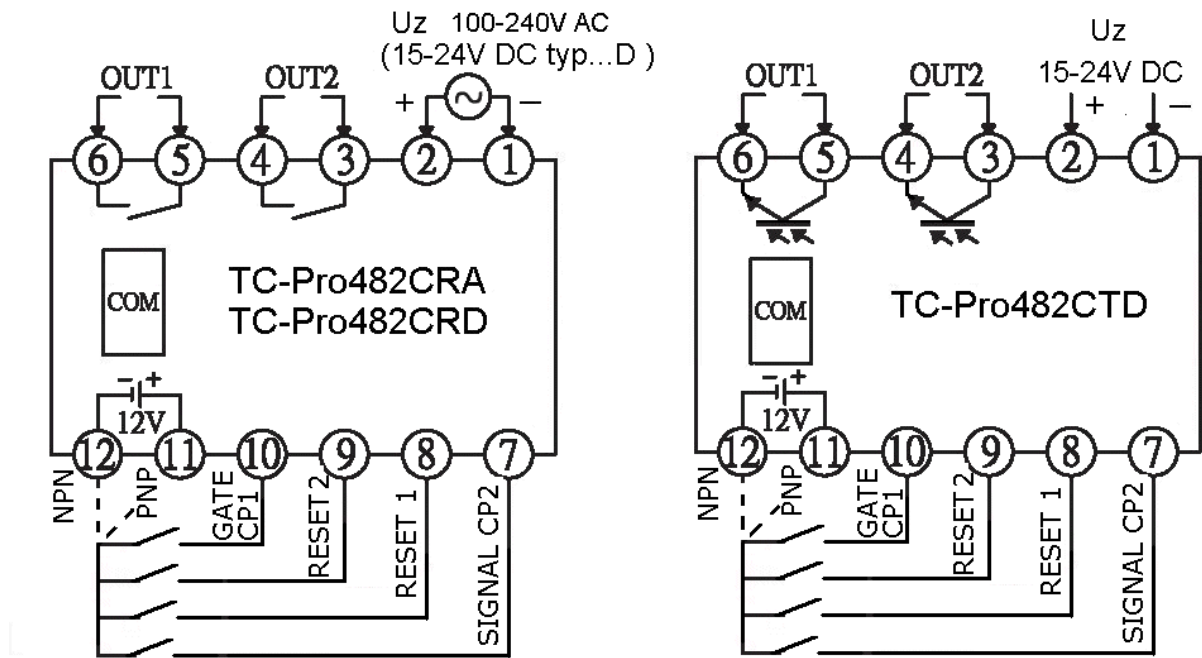 Uz 100-240V AC
(15-24V DC typ...D )
OUT1 OUT2 + ~ −
6 5 4 3 2 1
COM
TC-Pro482CRA
TC-Pro482CRD
− +
12V
12 11 10 9 8 7
NPN
PNP
GATE
CP1
RESET 2
RESET 1
SIGNAL CP2
Uz
15-24V DC
OUT1 OUT2 + −
6 5 4 3 2 1
COM
TC-Pro482CTD
− +
12V
12 11 10 9 8 7
NPN
PNP
GATE
CP1
RESET 2
RESET 1
SIGNAL CP2